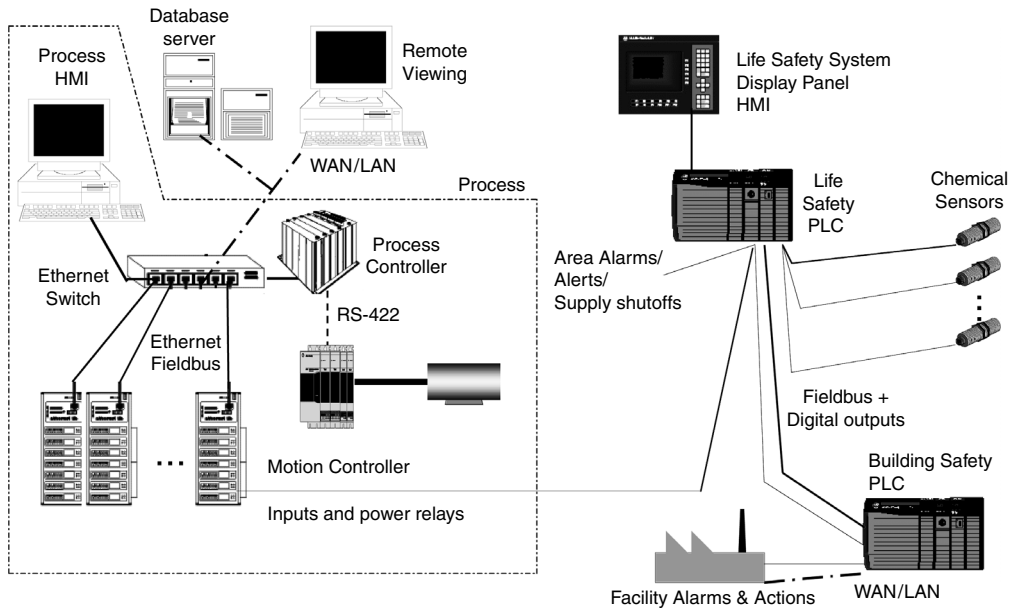 Database
server
Process
HMI
Remote
Viewing
WAN/LAN
Process
Ethernet
Switch
Process
Controller
RS-422
Ethernet
Fieldbus
Motion Controller
Inputs and power relays
Life Safety System
Display Panel
HMI
Life
Safety
PLC
Chemical
Sensors
Area Alarms/
Alerts/
Supply shutoffs
Fieldbus +
Digital outputs
Building Safety
PLC
Facility Alarms & Actions
WAN/LAN